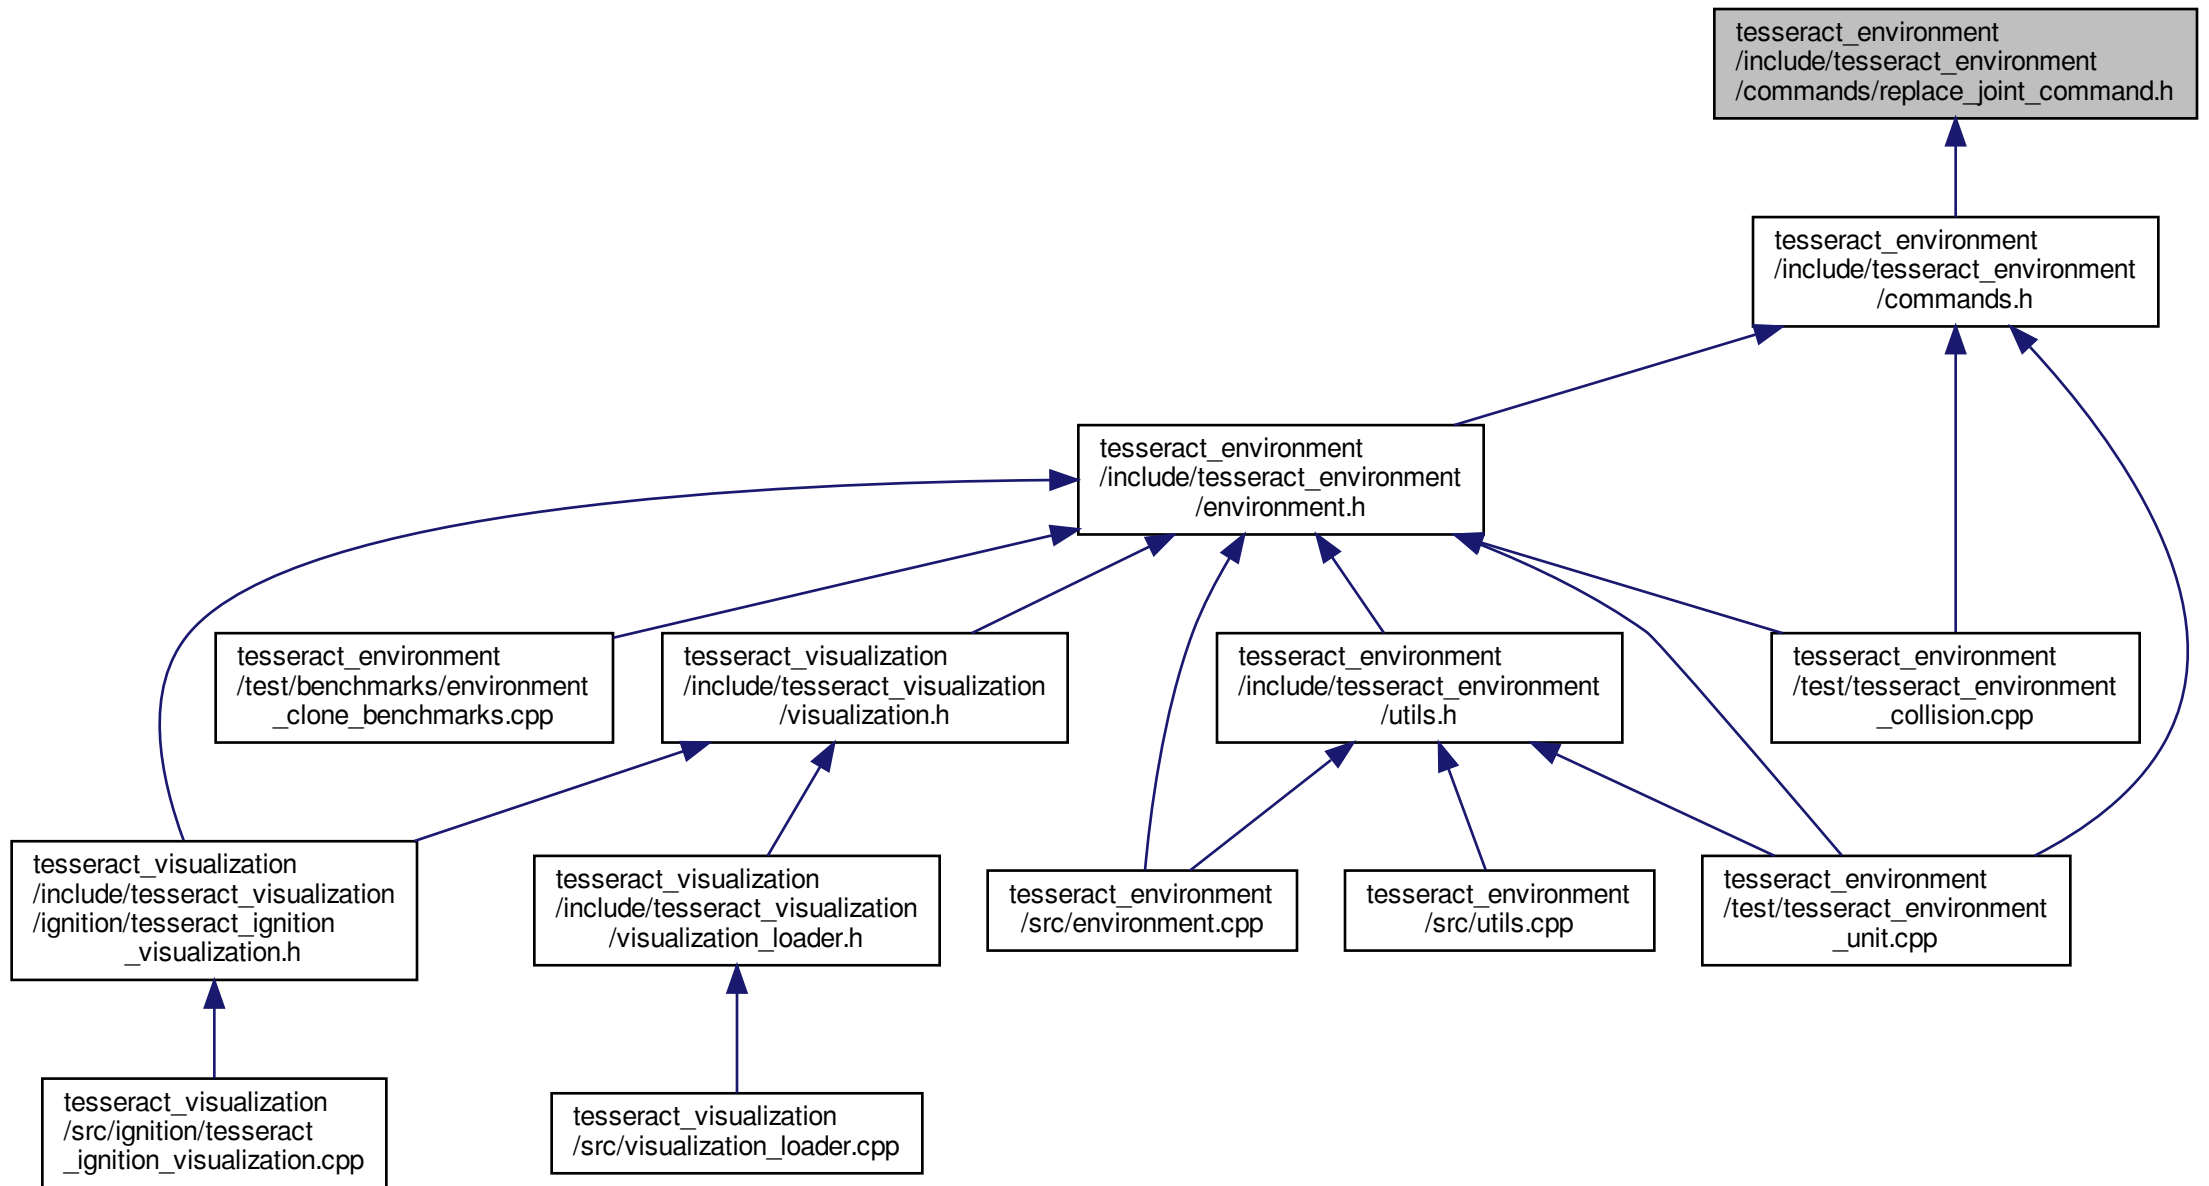 tesseract_environment
/include/tesseract_environment
/commands/replace_joint_command.h
tesseract_environment
/include/tesseract_environment
/commands.h
tesseract_environment
/include/tesseract_environment
/environment.h
tesseract_environment
/test/benchmarks/environment
_clone_benchmarks.cpp
tesseract_visualization
/include/tesseract_visualization
/visualization.h
tesseract_environment
/include/tesseract_environment
/utils.h
tesseract_environment
/test/tesseract_environment
_collision.cpp
tesseract_visualization
/include/tesseract_visualization
/ignition/tesseract_ignition
_visualization.h
tesseract_visualization
/include/tesseract_visualization
/visualization_loader.h
tesseract_environment
/src/environment.cpp
tesseract_environment
/src/utils.cpp
tesseract_environment
/test/tesseract_environment
_unit.cpp
tesseract_visualization
/src/ignition/tesseract
_ignition_visualization.cpp
tesseract_visualization
/src/visualization_loader.cpp